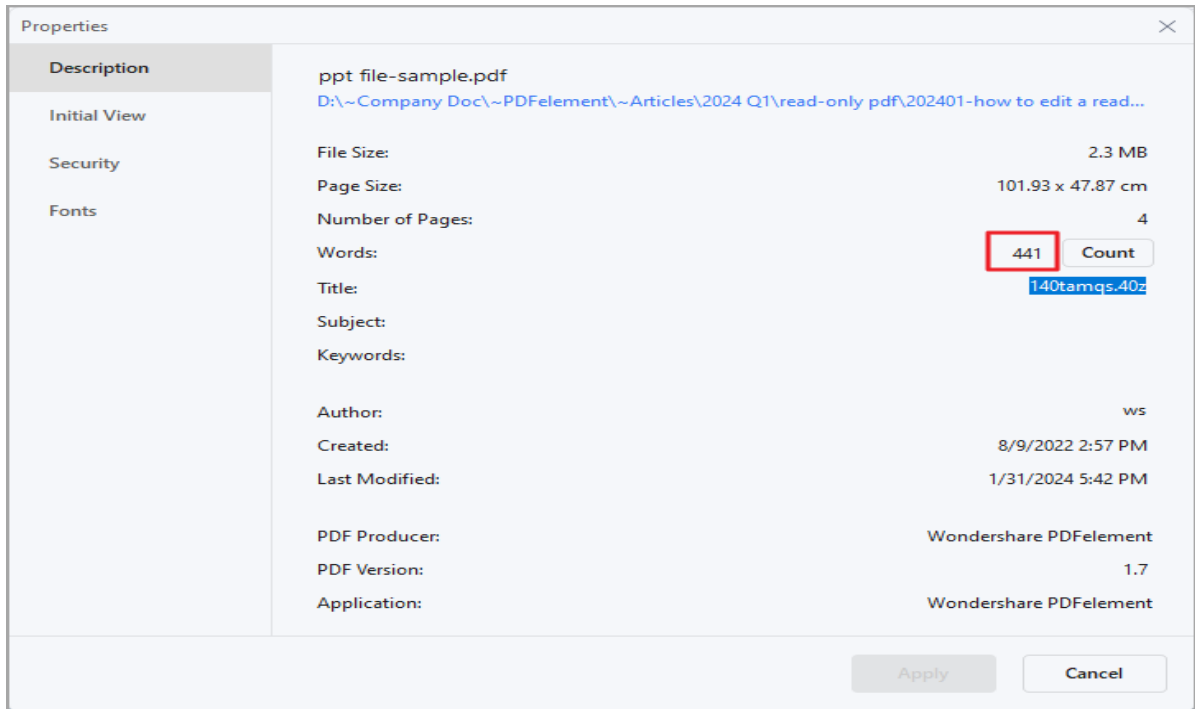 Properties
Description
Initial View
Security
Fonts
ppt file-sample.pdf
D:\~Company Doc\~PDFelement\~Articles\2024 Q1\read-only pdf\202401-how to edit a read...
File Size: 2.3 MB
Page Size: 101.93 x 47.87 cm
Number of Pages: 4
Words: 441 Count
Title: 140tamqs.40z
Subject:
Keywords:
Author: ws
Created: 8/9/2022 2:57 PM
Last Modified: 1/31/2024 5:42 PM
PDF Producer: Wondershare PDFelement
PDF Version: 1.7
Application: Wondershare PDFelement
Apply Cancel